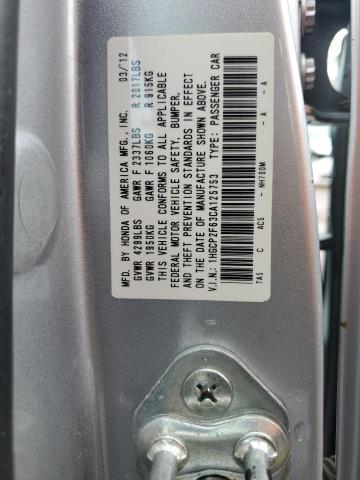 MFD. BY HONDA OF AMERICA MFG., INC. 03/12
GVWR 4299LBS GAWR F 2337LBS R 2017LBS
GVWR 1950KG GAWR F 1060KG R 915KG
THIS VEHICLE CONFORMS TO ALL APPLICABLE
FEDERAL MOTOR VEHICLE SAFETY, BUMPER,
AND THEFT PREVENTION STANDARDS IN EFFECT
ON THE DATE OF MANUFACTURE SHOWN ABOVE.
V.I.N.: 1HGCP2F63CA125753 TYPE: PASSENGER CAR
TA5 C AC5 - NH700M - A - A